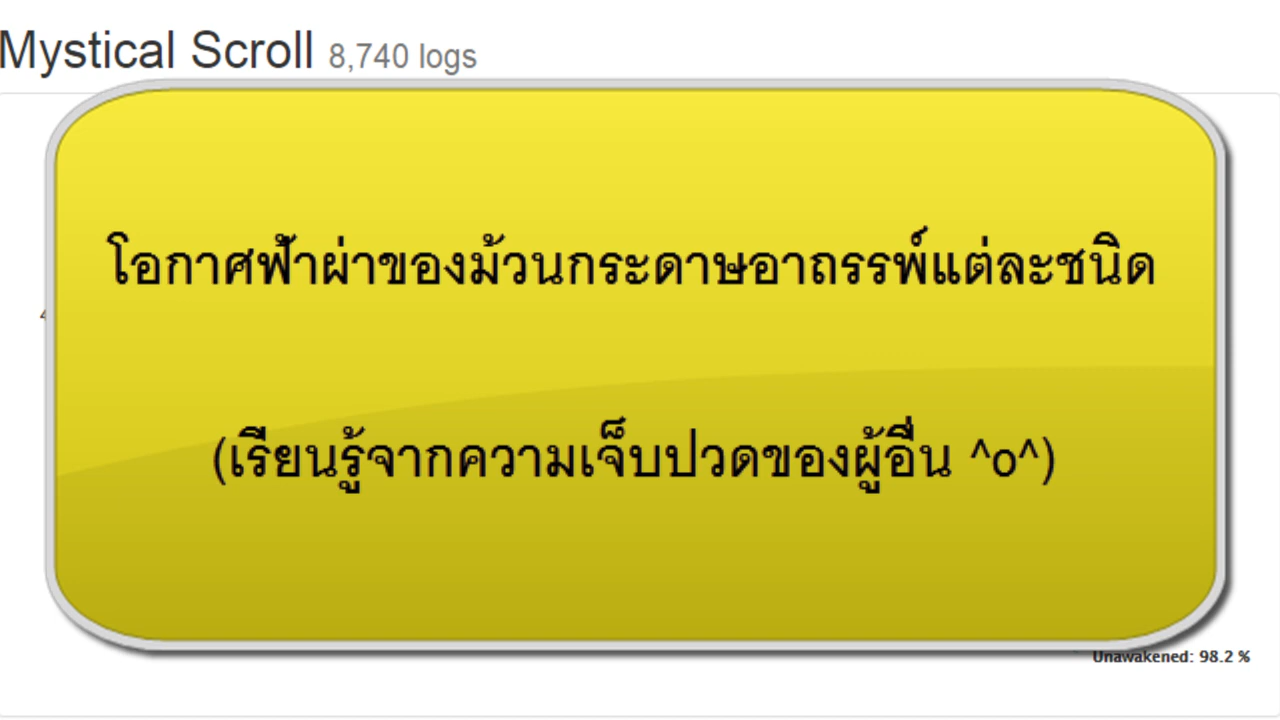 Mystical Scroll 8,740 logs
โอกาศฟ้าผ่าของม้วนกระดาษอาถรรพ์แต่ละชนิด
(เรียนรู้จากความเจ็บปวดของผู้อื่น ^o^)
Unawakened: 98.2 %